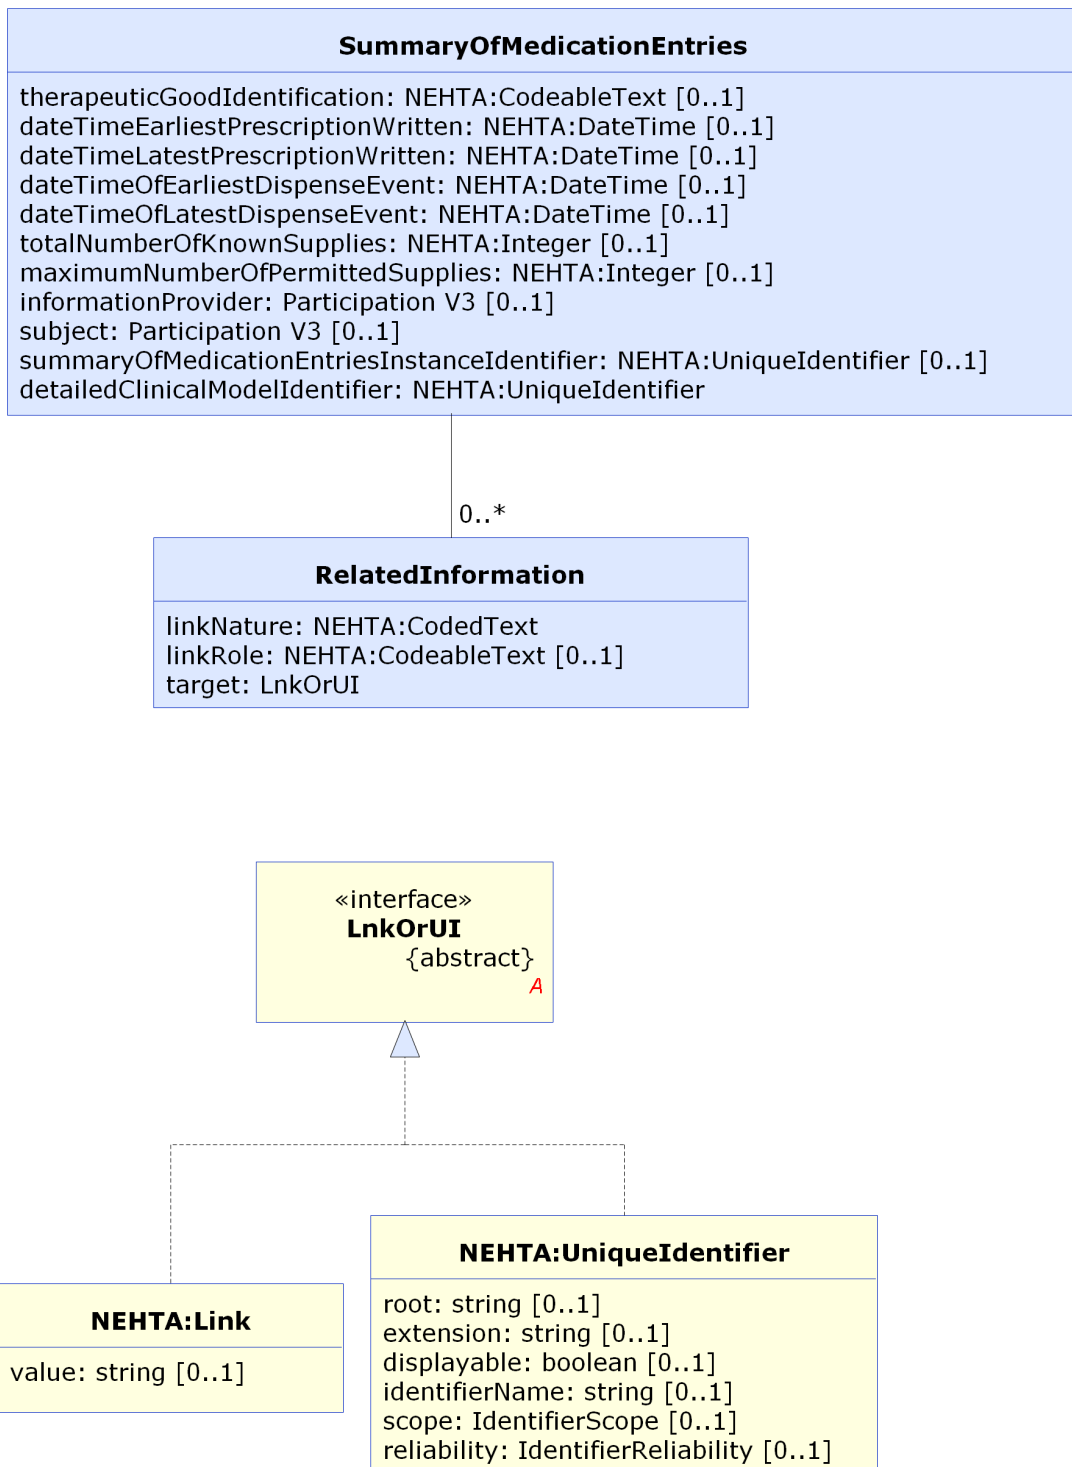 SummaryOfMedicationEntries
therapeuticGoodIdentification: NEHTA:CodeableText [0..1]
dateTimeEarliestPrescriptionWritten: NEHTA:DateTime [0..1]
dateTimeLatestPrescriptionWritten: NEHTA:DateTime [0..1]
dateTimeOfEarliestDispenseEvent: NEHTA:DateTime [0..1]
dateTimeOfLatestDispenseEvent: NEHTA:DateTime [0..1]
totalNumberOfKnownSupplies: NEHTA:Integer [0..1]
maximumNumberOfPermittedSupplies: NEHTA:Integer [0..1]
informationProvider: Participation V3 [0..1]
subject: Participation V3 [0..1]
summaryOfMedicationEntriesInstanceIdentifier: NEHTA:UniqueIdentifier [0..1]
detailedClinicalModelIdentifier: NEHTA:UniqueIdentifier
0..*
RelatedInformation
linkNature: NEHTA:CodedText
linkRole: NEHTA:CodeableText [0..1]
target: LnkOrUI
«interface»
LnkOrUI
{abstract}
A
NEHTA:Link
value: string [0..1]
NEHTA:UniqueIdentifier
root: string [0..1]
extension: string [0..1]
displayable: boolean [0..1]
identifierName: string [0..1]
scope: IdentifierScope [0..1]
reliability: IdentifierReliability [0..1]